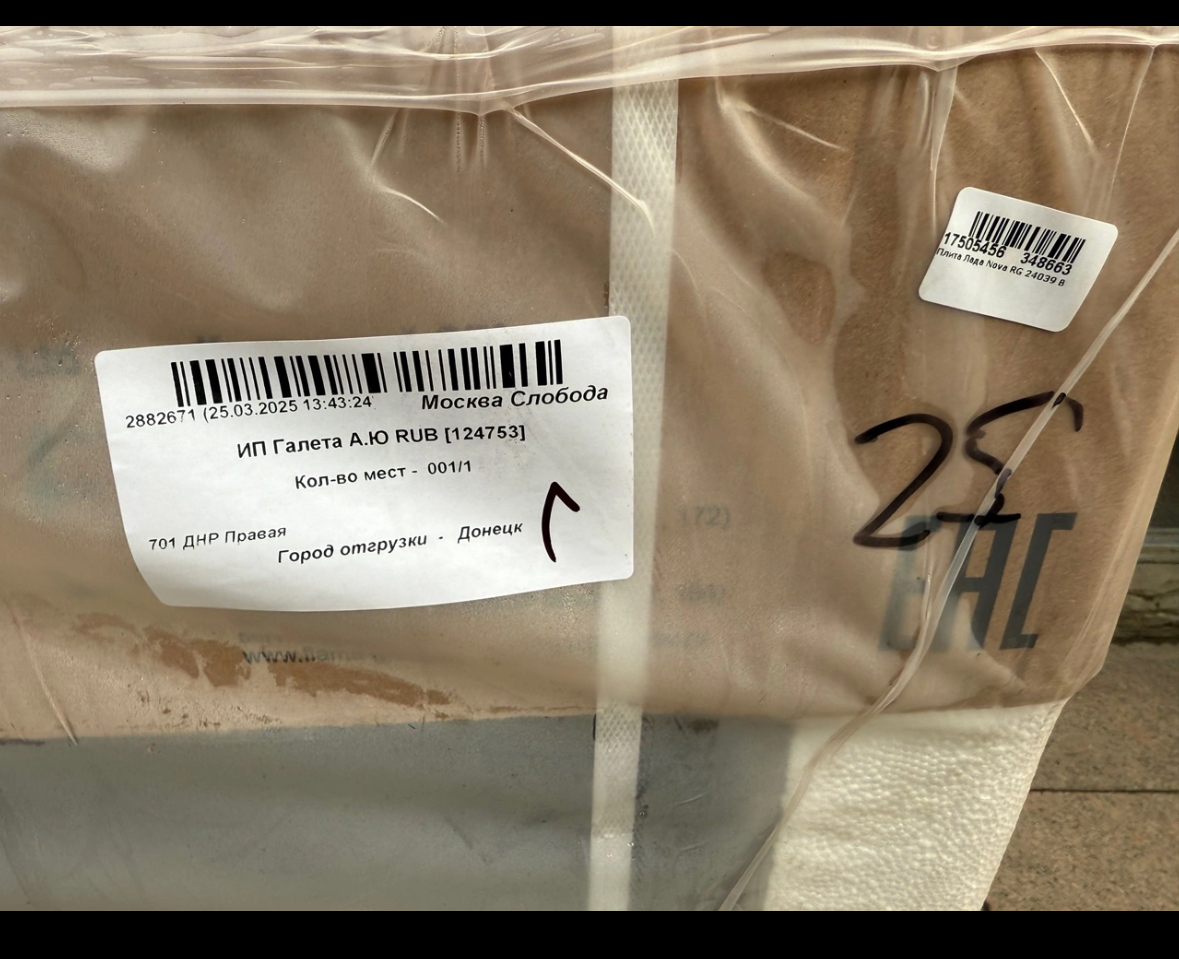 17505456 348663
Плита Лада Nova RG 24039 В
2882671 (25.03.2025 13:43:24
Москва Слобода
ИП Галета А.Ю RUB [124753]
Кол-во мест - 001/1
701 ДНР Правая
Город отгрузки - Донецк
25
172)
ЕАС